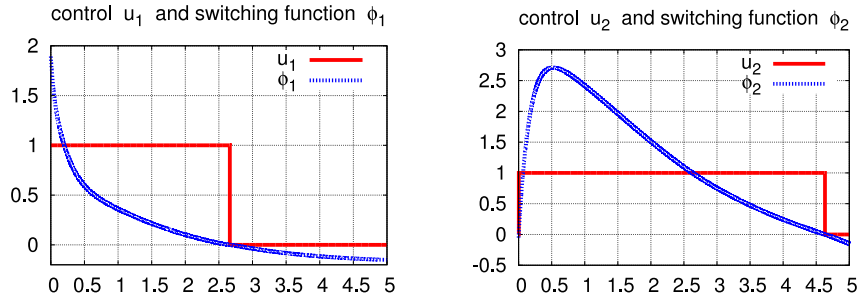 control u₁ and switching function ϕ₁
2
1.5
1
0.5
0
u₁
ϕ₁
0 0.5 1 1.5 2 2.5 3 3.5 4 4.5 5
control u₂ and switching function ϕ₂
3
2.5
2
1.5
1
0.5
0
-0.5
u₂
ϕ₂
0 0.5 1 1.5 2 2.5 3 3.5 4 4.5 5